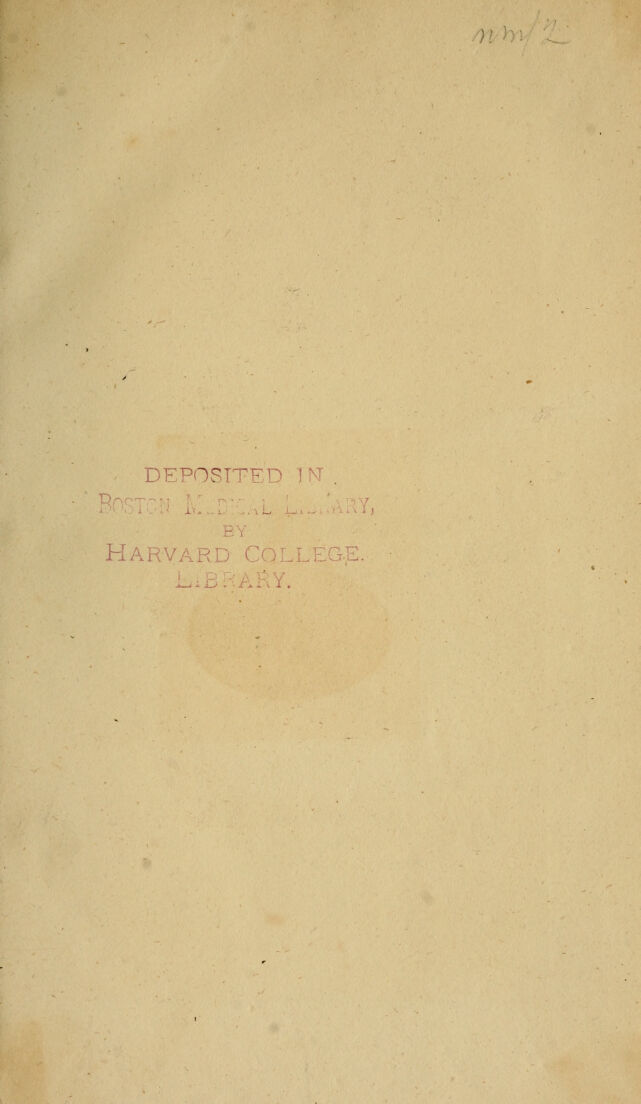 DEPOSITED IN
BOSTON MEDICAL LIBRARY,
BY
HARVARD COLLEGE
LIBRARY.